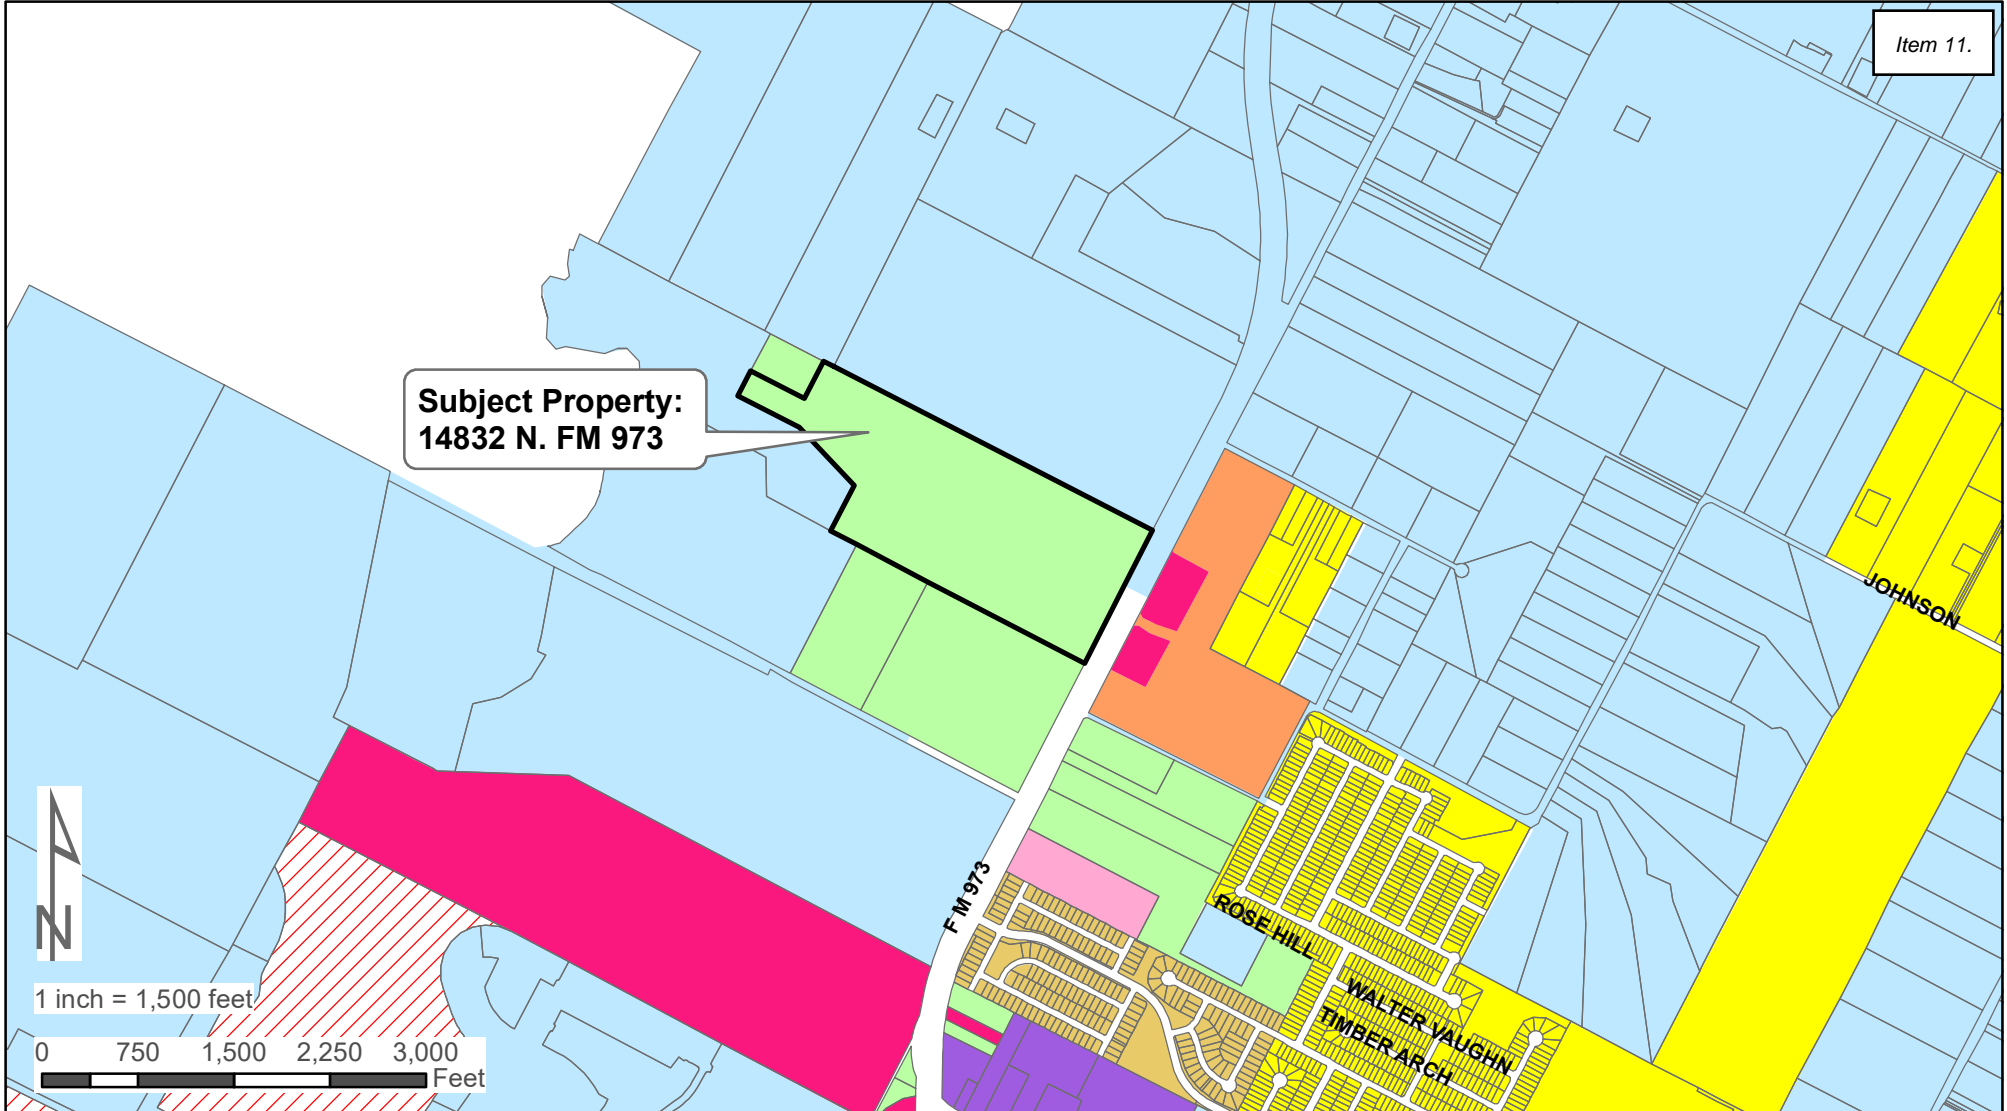 Item 11.
Subject Property:
14832 N. FM 973
JOHNSON
F M 973
ROSE HILL
WALTER VAUGHN
TIMBER ARCH
N
1 inch = 1,500 feet
0 750 1,500 2,250 3,000
Feet